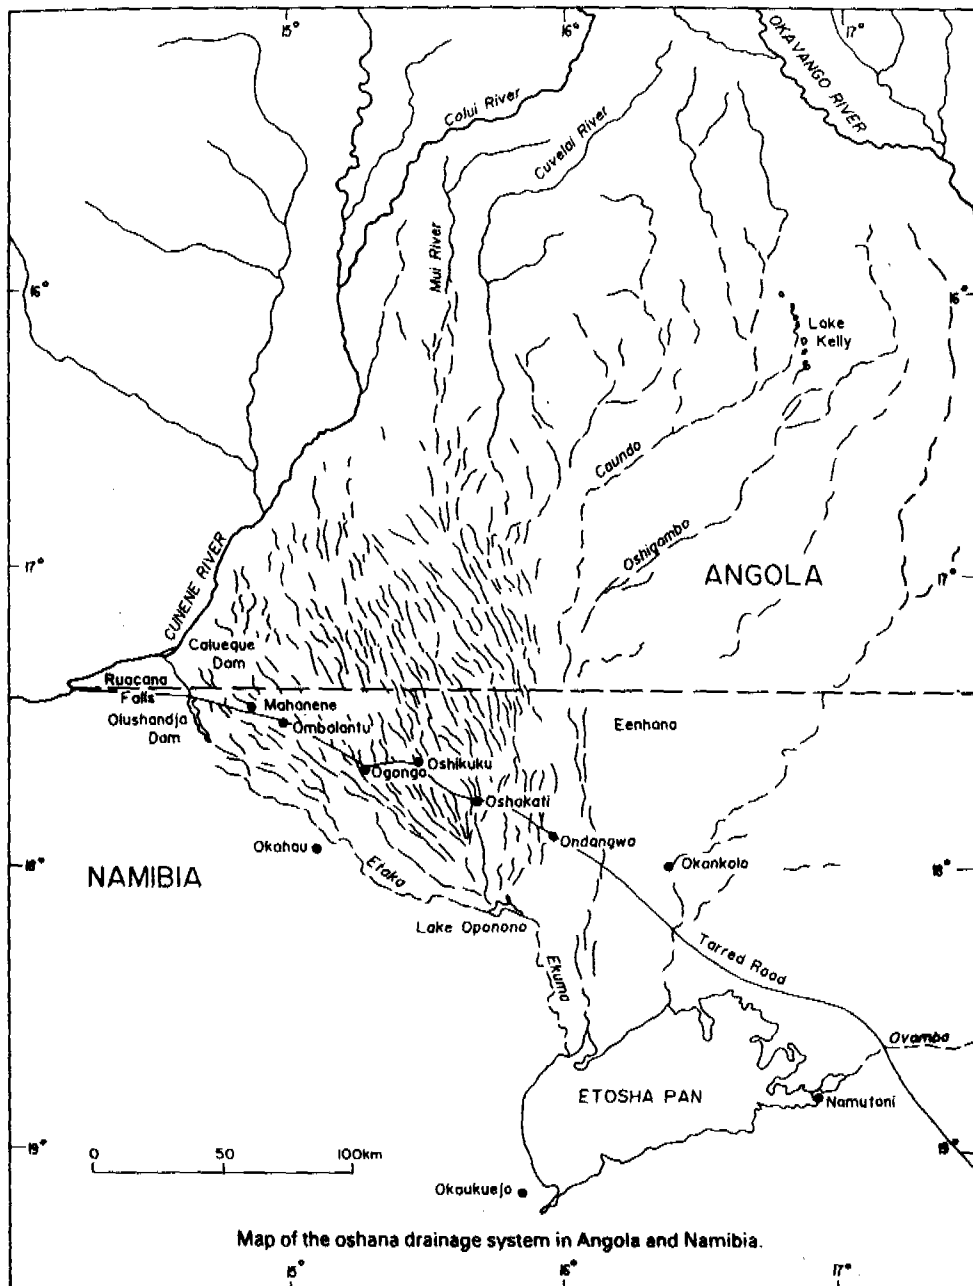 15°
16°
17°
OKAVANGO RIVER
Colui River
Cuvelai River
Mui River
16°
16°
Lake
Kelly
Caundo
Oshigambo
17°
17°
ANGOLA
CUNENE RIVER
Calueque
Dam
Ruacana
Falls
Mahanene
Olushandja
Dam
Ombalantu
Eenhana
Oshikuku
Ogongo
Oshakati
Ondangwa
Okahau
Okankolo
18°
18°
NAMIBIA
Etaka
Lake Oponono
Ekuma
Tarred Road
Ovambo
ETOSHA PAN
Namutoni
19°
19°
0 50 100km
Okaukuejo
Map of the oshana drainage system in Angola and Namibia.
15°
16°
17°